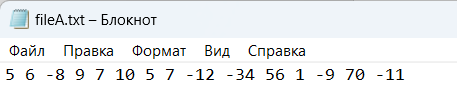 fileA.txt – Блокнот
Файл Правка Формат Вид Справка
5 6 -8 9 7 10 5 7 -12 -34 56 1 -9 70 -11